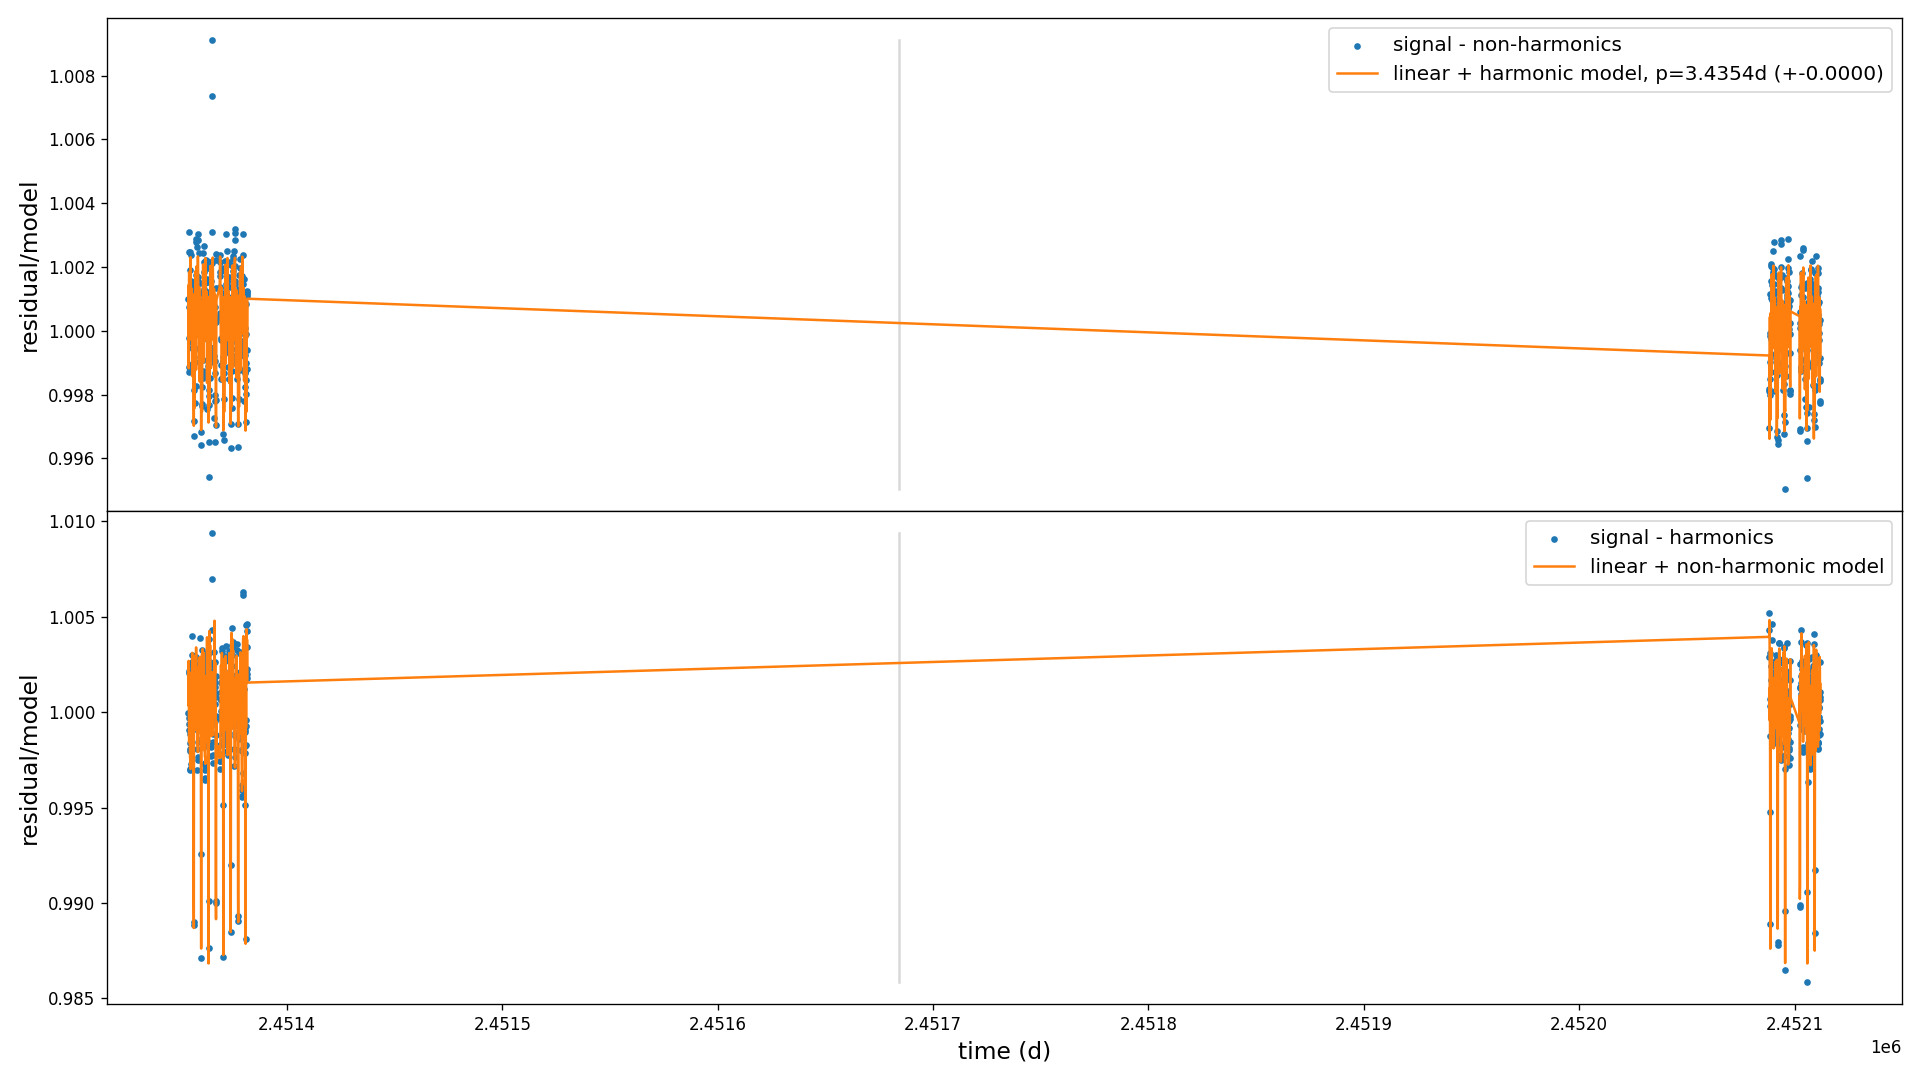 signal - non-harmonics
linear + harmonic model, p=3.4354d (+-0.0000)
1.008
1.006
1.004
1.002
1.000
0.998
0.996
residual/model
signal - harmonics
linear + non-harmonic model
1.010
1.005
1.000
0.995
0.990
0.985
residual/model
2.4514 2.4515 2.4516 2.4517 2.4518 2.4519 2.4520 2.4521
1e6
time (d)